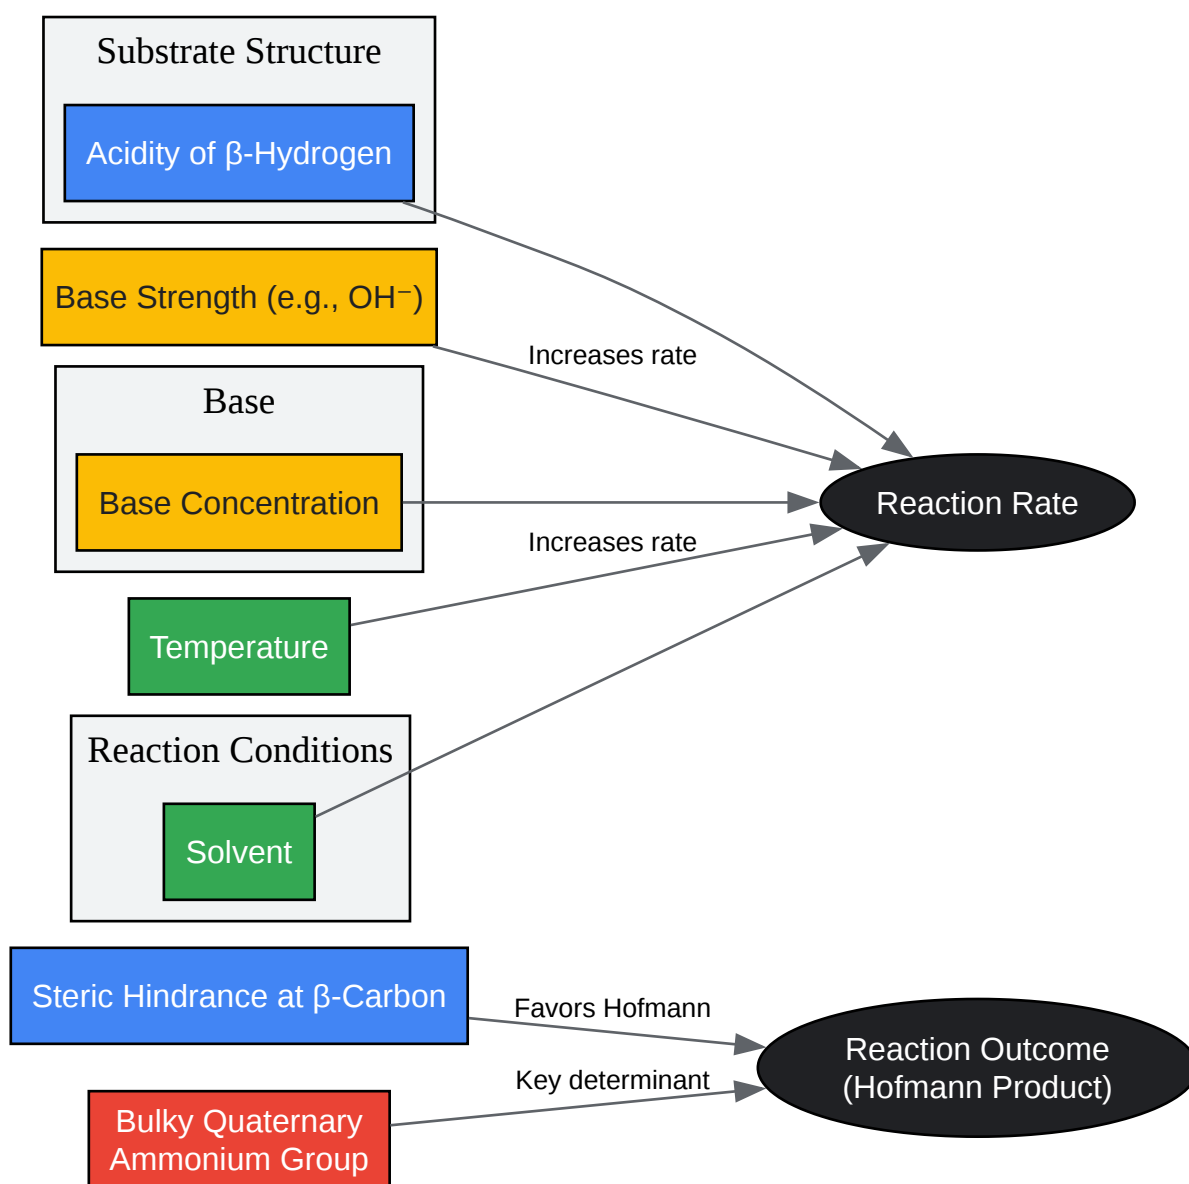 Substrate Structure
Acidity of β-Hydrogen
Base Strength (e.g., OH⁻)
Increases rate
Base
Base Concentration
Reaction Rate
Increases rate
Temperature
Reaction Conditions
Solvent
Steric Hindrance at β-Carbon
Favors Hofmann
Reaction Outcome
(Hofmann Product)
Key determinant
Bulky Quaternary
Ammonium Group